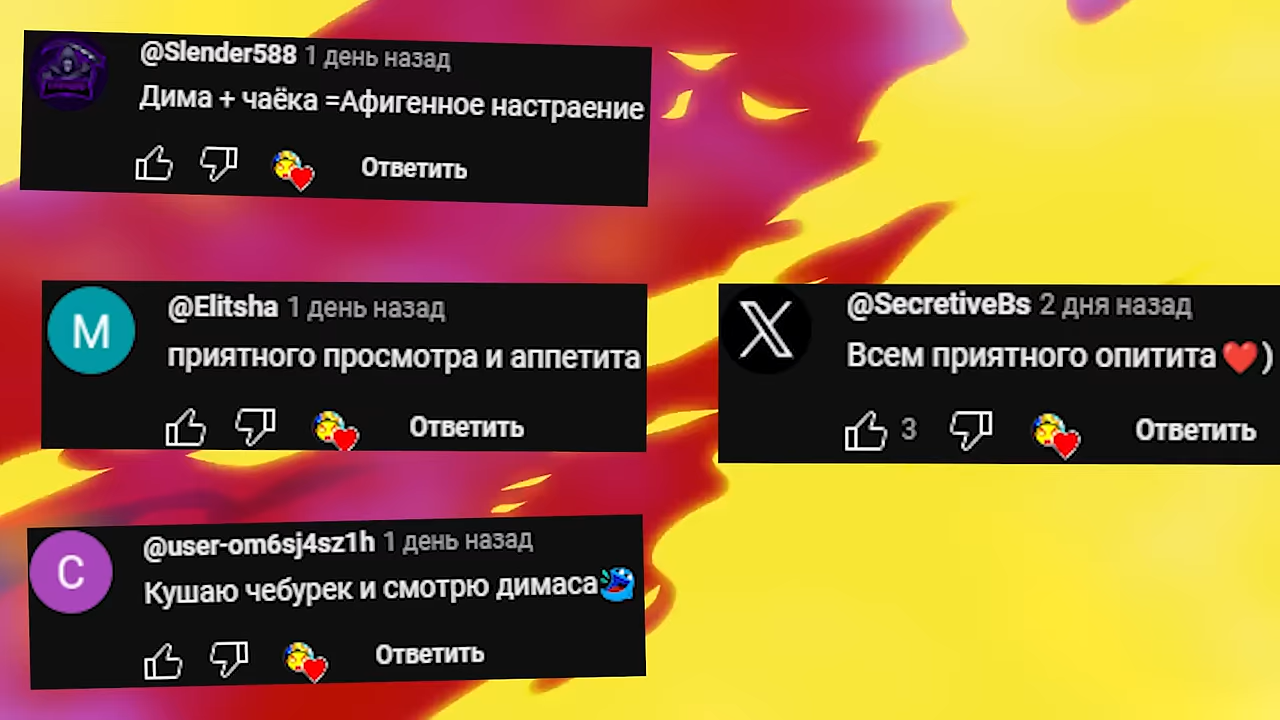 @Slender588 1 день назад
Дима + чаёка =Афигенное настраение
Ответить
M
@Elitsha 1 день назад
приятного просмотра и аппетита
Ответить
@SecretiveBs 2 дня назад
Всем приятного опитита❤️)
3 Ответить
C
@user-om6sj4sz1h 1 день назад
Кушаю чебурек и смотрю димаса
Ответить